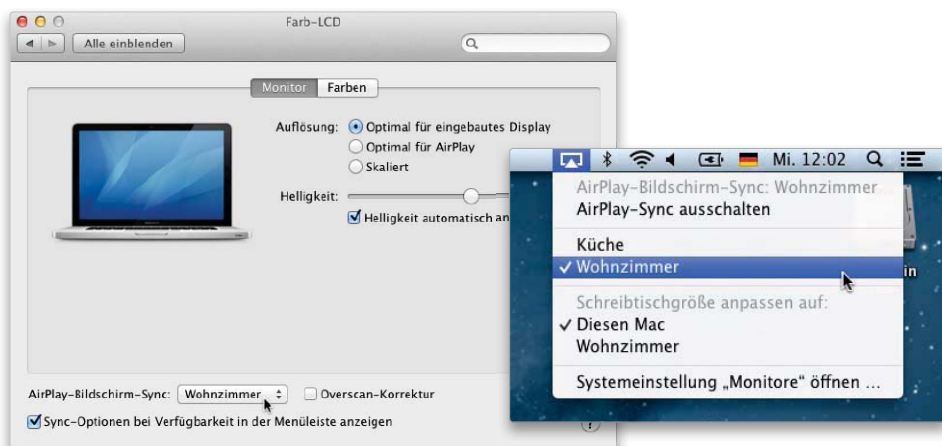 Farb-LCD
Alle einblenden
Monitor Farben
Auflösung: Optimal für eingebautes Display
Optimal für AirPlay
Skaliert
Helligkeit:
Helligkeit automatisch an
AirPlay-Bildschirm-Sync: Wohnzimmer Overscan-Korrektur
Sync-Optionen bei Verfügbarkeit in der Menüleiste anzeigen
?
Mi. 12:02
AirPlay-Bildschirm-Sync: Wohnzimmer
AirPlay-Sync ausschalten
Küche
Wohnzimmer
in
Schreibtischgröße anpassen auf:
Diesen Mac
Wohnzimmer
Systemeinstellung „Monitore“ öffnen ...